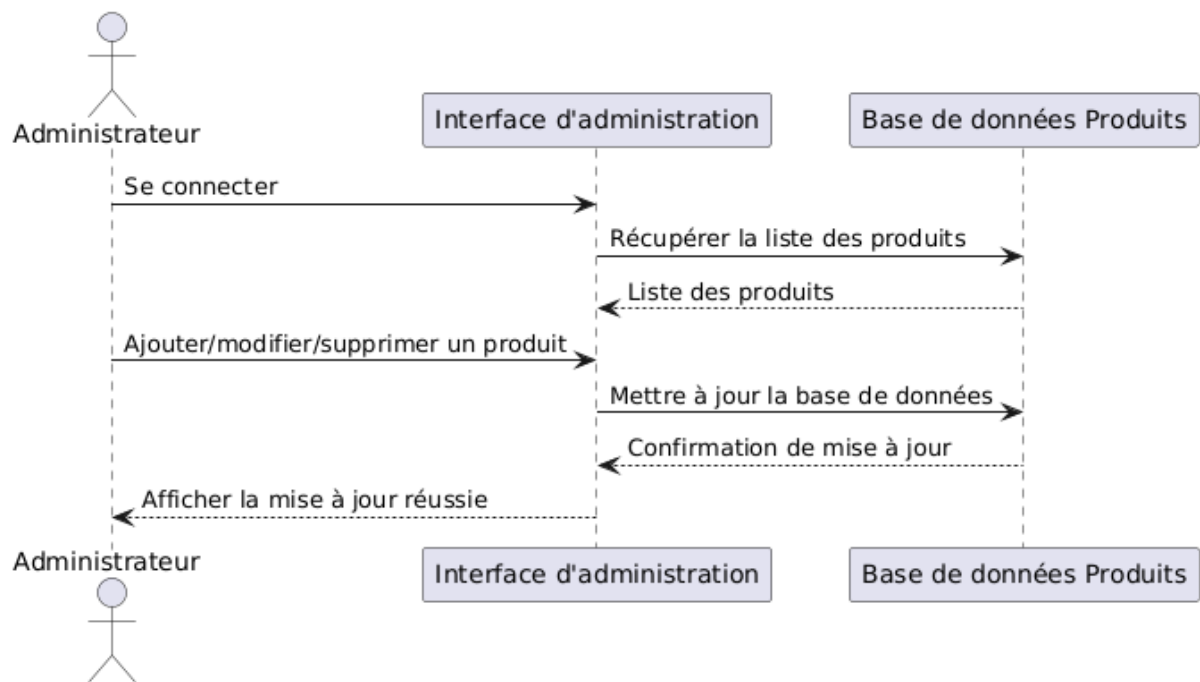 Administrateur
Interface d'administration
Base de données Produits
Se connecter
Récupérer la liste des produits
Liste des produits
Ajouter/modifier/supprimer un produit
Mettre à jour la base de données
Confirmation de mise à jour
Afficher la mise à jour réussie
Administrateur
Interface d'administration
Base de données Produits